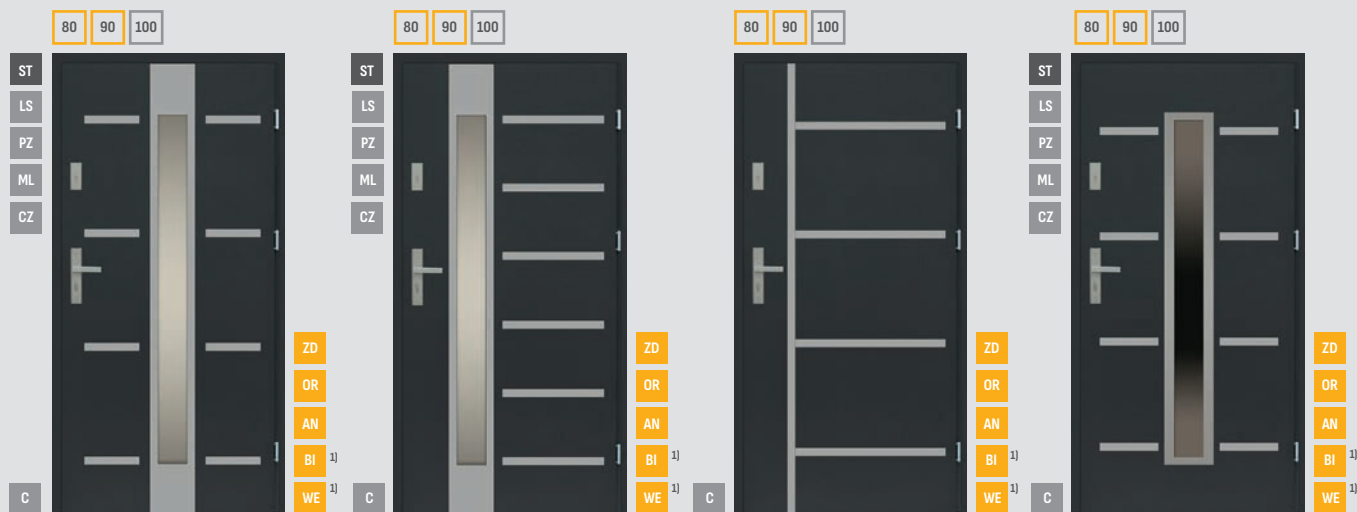 80 90 100
ST
LS
PZ
ML
CZ
C
ZD
OR
AN
BI 1)
WE 1)
80 90 100
ST
LS
PZ
ML
CZ
C
ZD
OR
AN
BI 1)
WE 1)
80 90 100
C
ZD
OR
AN
BI 1)
WE 1)
80 90 100
ST
LS
PZ
ML
CZ
C
ZD
OR
AN
BI 1)
WE 1)